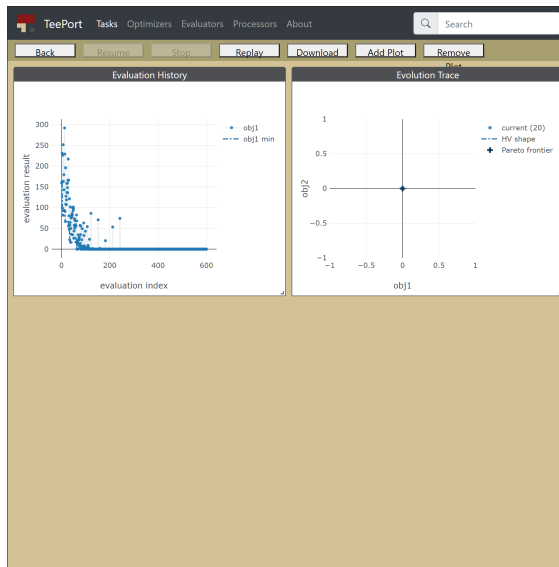 TeePort Tasks Optimizers Evaluators Processors About Search
Back Resume Stop Replay Download Add Plot Remove Plot
Evaluation History
300
250
200
150
100
50
0
evaluation result
0 200 400 600
evaluation index
obj1
obj1 min
Evolution Trace
1
0.5
0
−0.5
−1
obj2
−1 −0.5 0 0.5 1
obj1
current (20)
HV shape
Pareto frontier